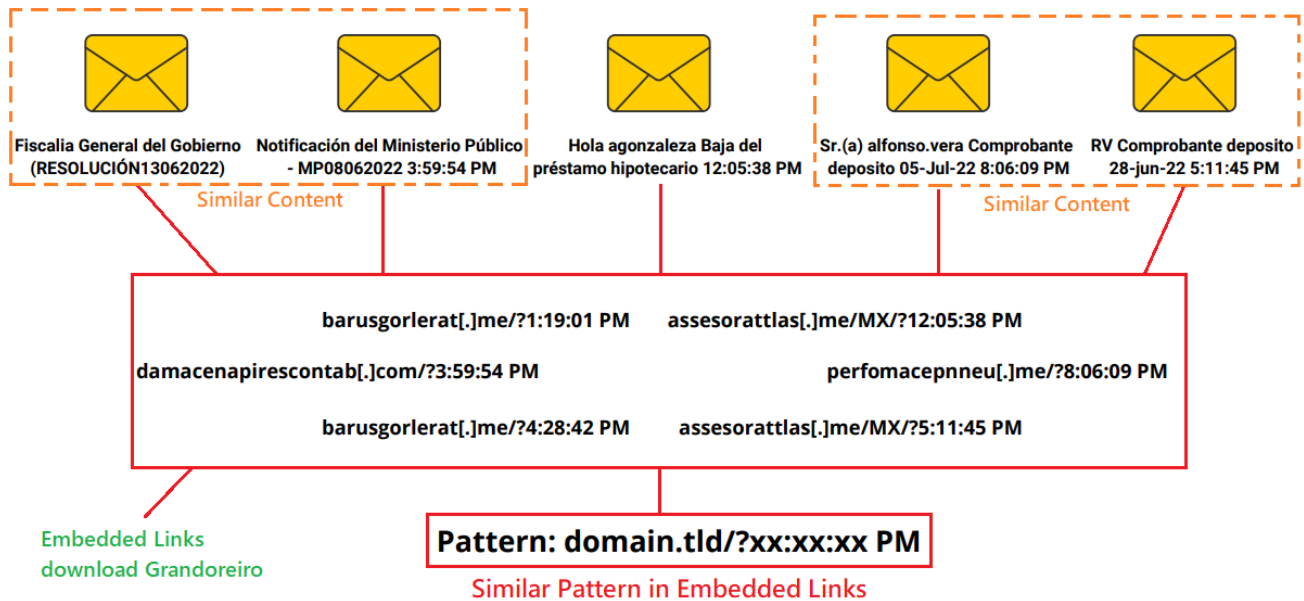 Fiscalia General del Gobierno
(RESOLUCIÓN13062022)
Notificación del Ministerio Público
- MP08062022 3:59:54 PM
Hola agonzaleza Baja del
préstamo hipotecario 12:05:38 PM
Sr.(a) alfonso.vera Comprobante
deposito 05-Jul-22 8:06:09 PM
RV Comprobante deposito
28-jun-22 5:11:45 PM
Similar Content
Similar Content
barusgorlerat[.]me/?1:19:01 PM
assesorattlas[.]me/MX/?12:05:38 PM
damacenapirescontab[.]com/?3:59:54 PM
perfomacepnneu[.]me/?8:06:09 PM
barusgorlerat[.]me/?4:28:42 PM
assesorattlas[.]me/MX/?5:11:45 PM
Embedded Links
download Grandoreiro
Pattern: domain.tld/?xx:xx:xx PM
Similar Pattern in Embedded Links